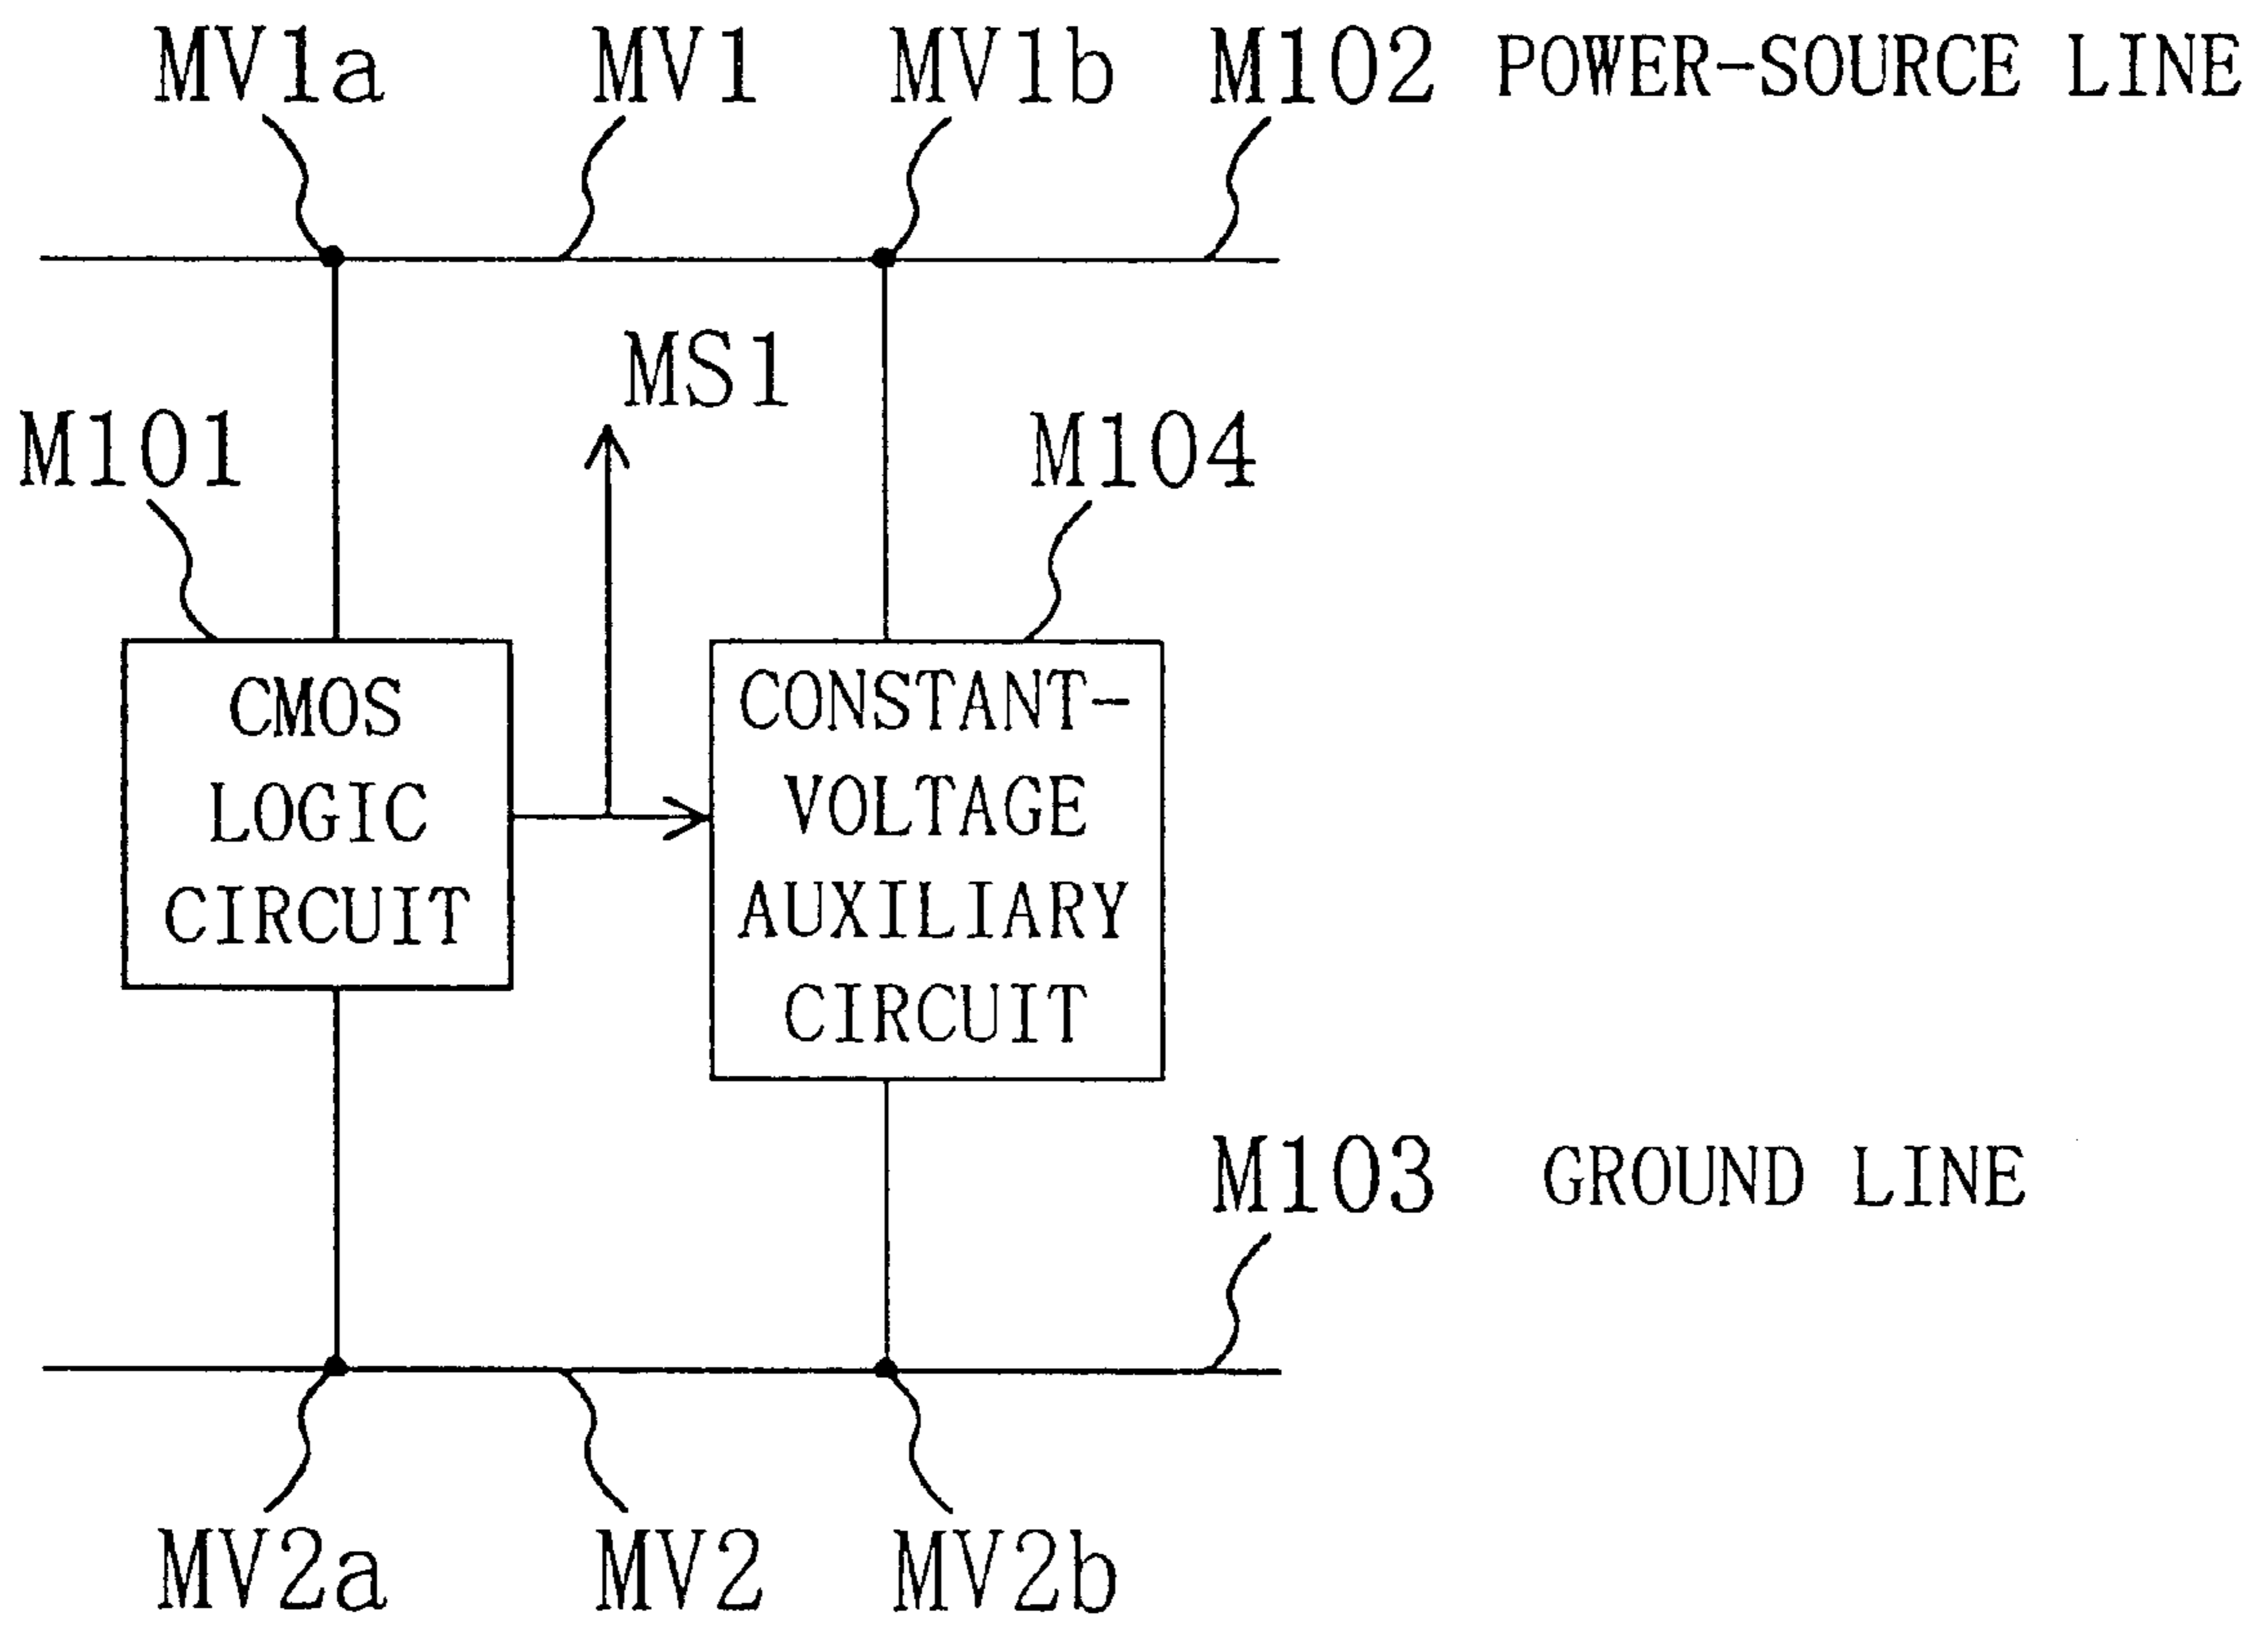 MV1a MV1 MV1b M102 POWER-SOURCE LINE
MS1
M101 M104
CMOS
LOGIC
CIRCUIT
CONSTANT-
VOLTAGE
AUXILIARY
CIRCUIT
M103 GROUND LINE
MV2a MV2 MV2b